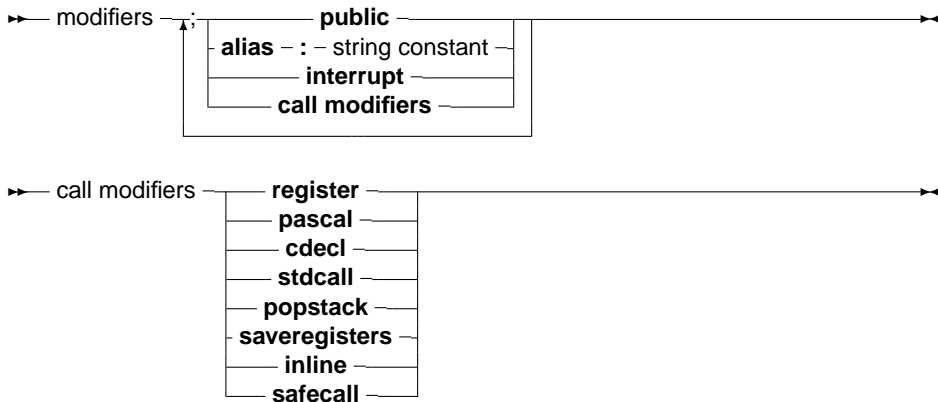 modifiers ; public
alias : string constant
interrupt
call modifiers
call modifiers register
pascal
cdecl
stdcall
popstack
saveregisters
inline
safecall